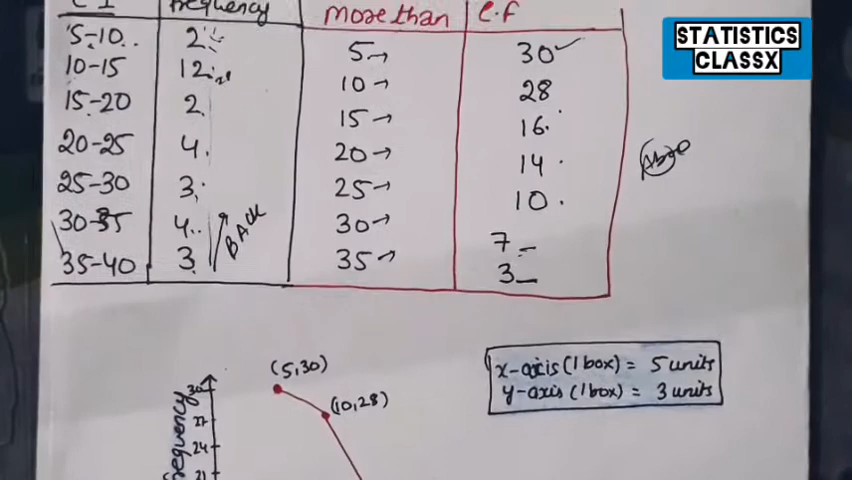 C I frequency more than C.F
5-10 2 5 30
10-15 12 10 28
15-20 2 15 16
20-25 4 20 14
25-30 3 25 10
30-35 4 30 7
35-40 3 35 3
BACK
STATISTICS
CLASSX
x-axis (1 box) = 5 units
y-axis (1 box) = 3 units
(5,30)
(10,28)
30
27
24
21